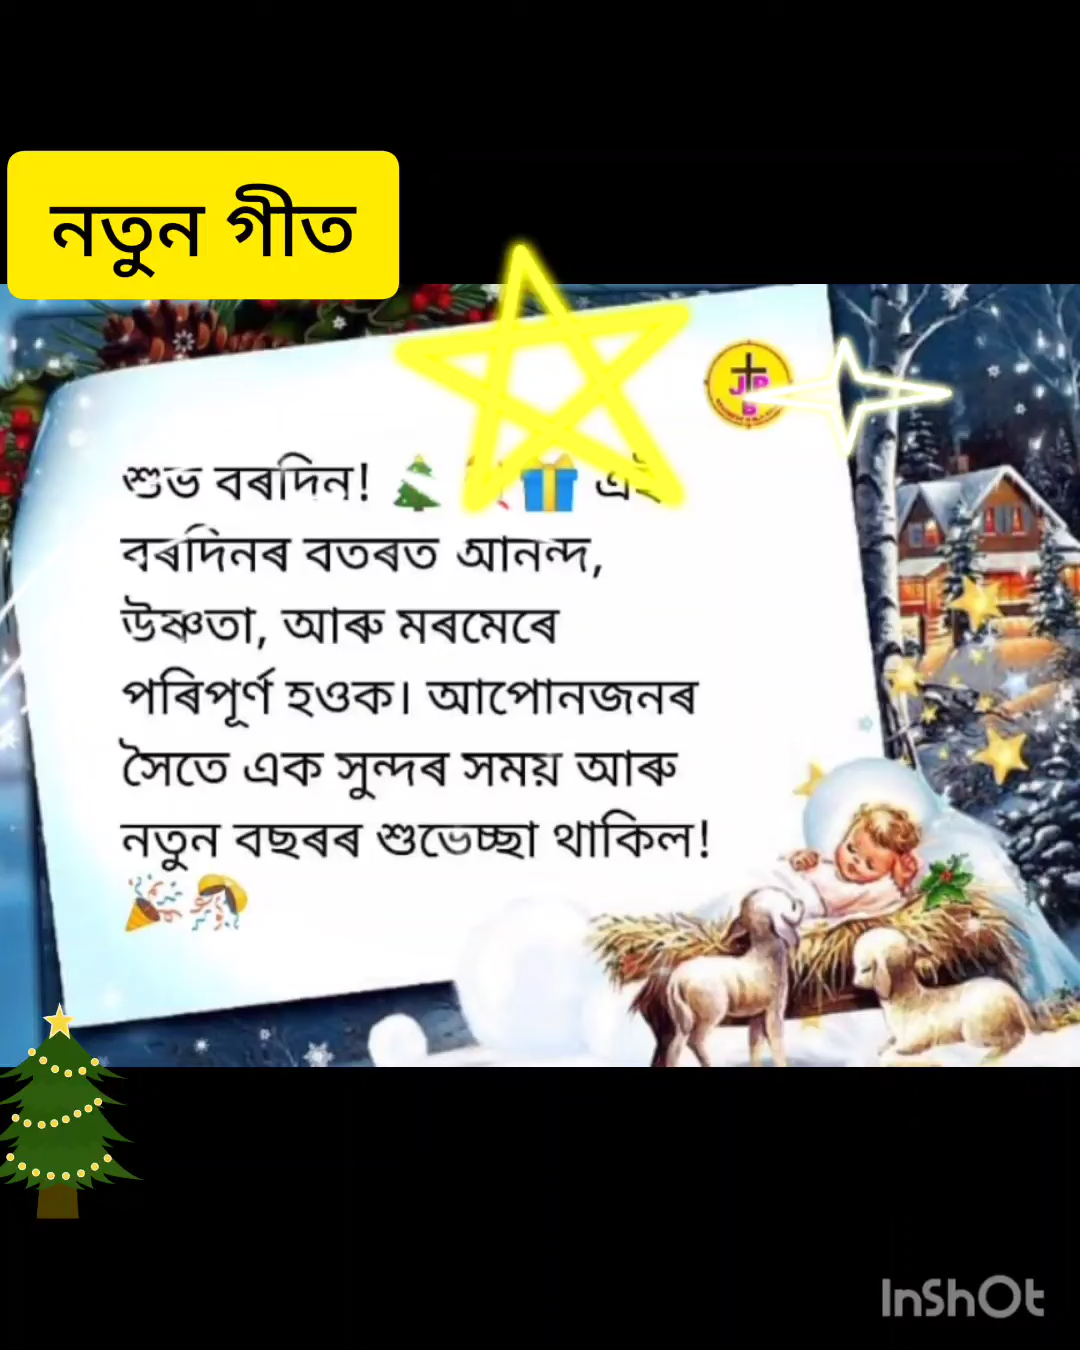 নতুন গীত
শুভ বৰদিন! 🎄 🎁 এই
বৰদিনৰ বতৰত আনন্দ,
উষ্ণতা, আৰু মৰমেৰে
পৰিপূৰ্ণ হওক। আপোনজনৰ
সৈতে এক সুন্দৰ সময় আৰু
নতুন বছৰৰ শুভেচ্ছা থাকিল!
🎉🎊
InShOt